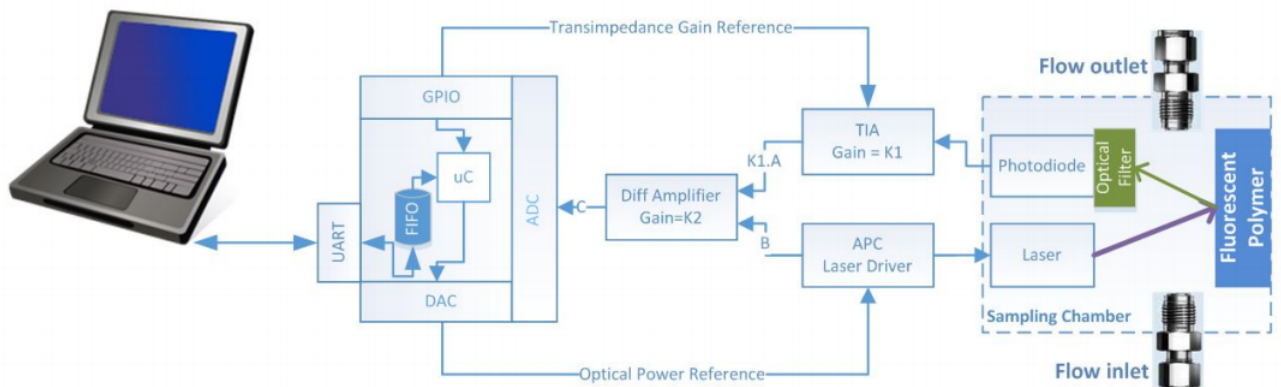 Transimpedance Gain Reference
Flow outlet
GPIO
TIA
Gain = K1
Photodiode
Optical
Filter
Fluorescent
Polymer
K1.A
uC
FIFO
ADC
C
Diff Amplifier
Gain=K2
B
UART
APC
Laser Driver
Laser
DAC
Sampling Chamber
Optical Power Reference
Flow inlet